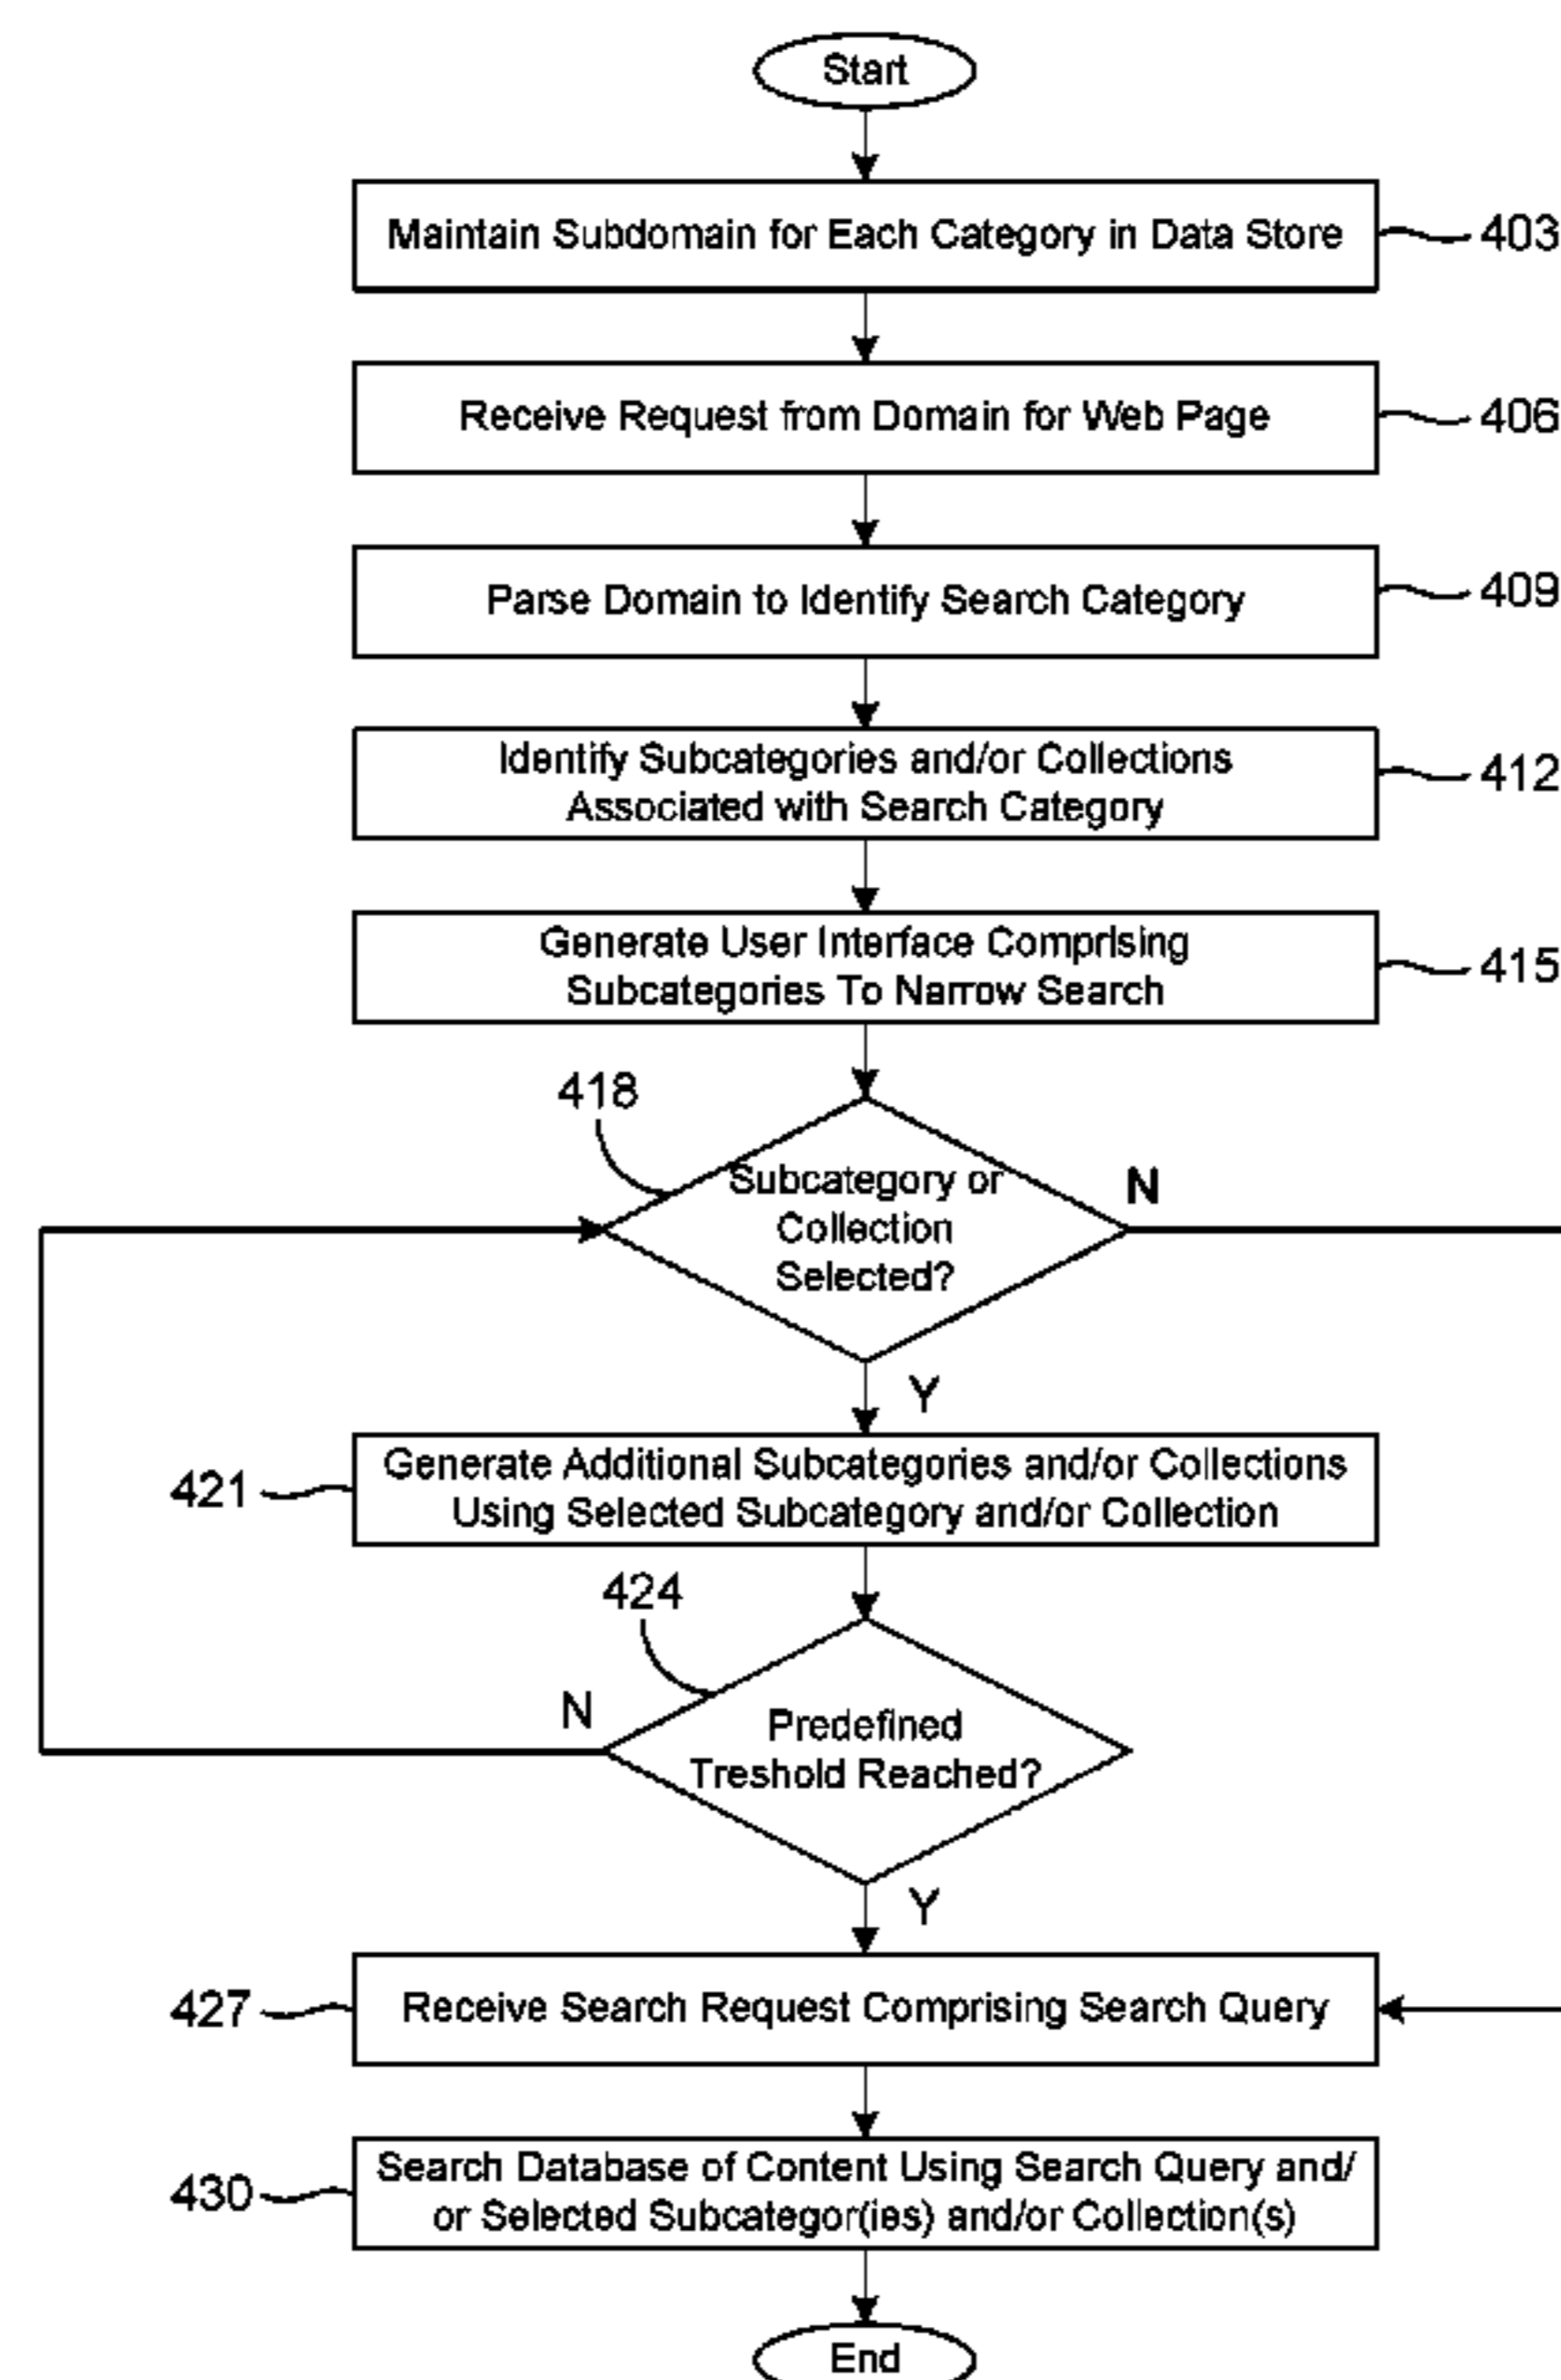 Start
Maintain Subdomain for Each Category in Data Store
403
Receive Request from Domain for Web Page
406
Parse Domain to Identify Search Category
409
Identify Subcategories and/or Collections
Associated with Search Category
412
Generate User Interface Comprising
Subcategories To Narrow Search
415
418
Subcategory or
Collection
Selected?
N
Y
421
Generate Additional Subcategories and/or Collections
Using Selected Subcategory and/or Collection
424
N
Predefined
Treshold Reached?
Y
427
Receive Search Request Comprising Search Query
430
Search Database of Content Using Search Query and/
or Selected Subcategor(ies) and/or Collection(s)
End